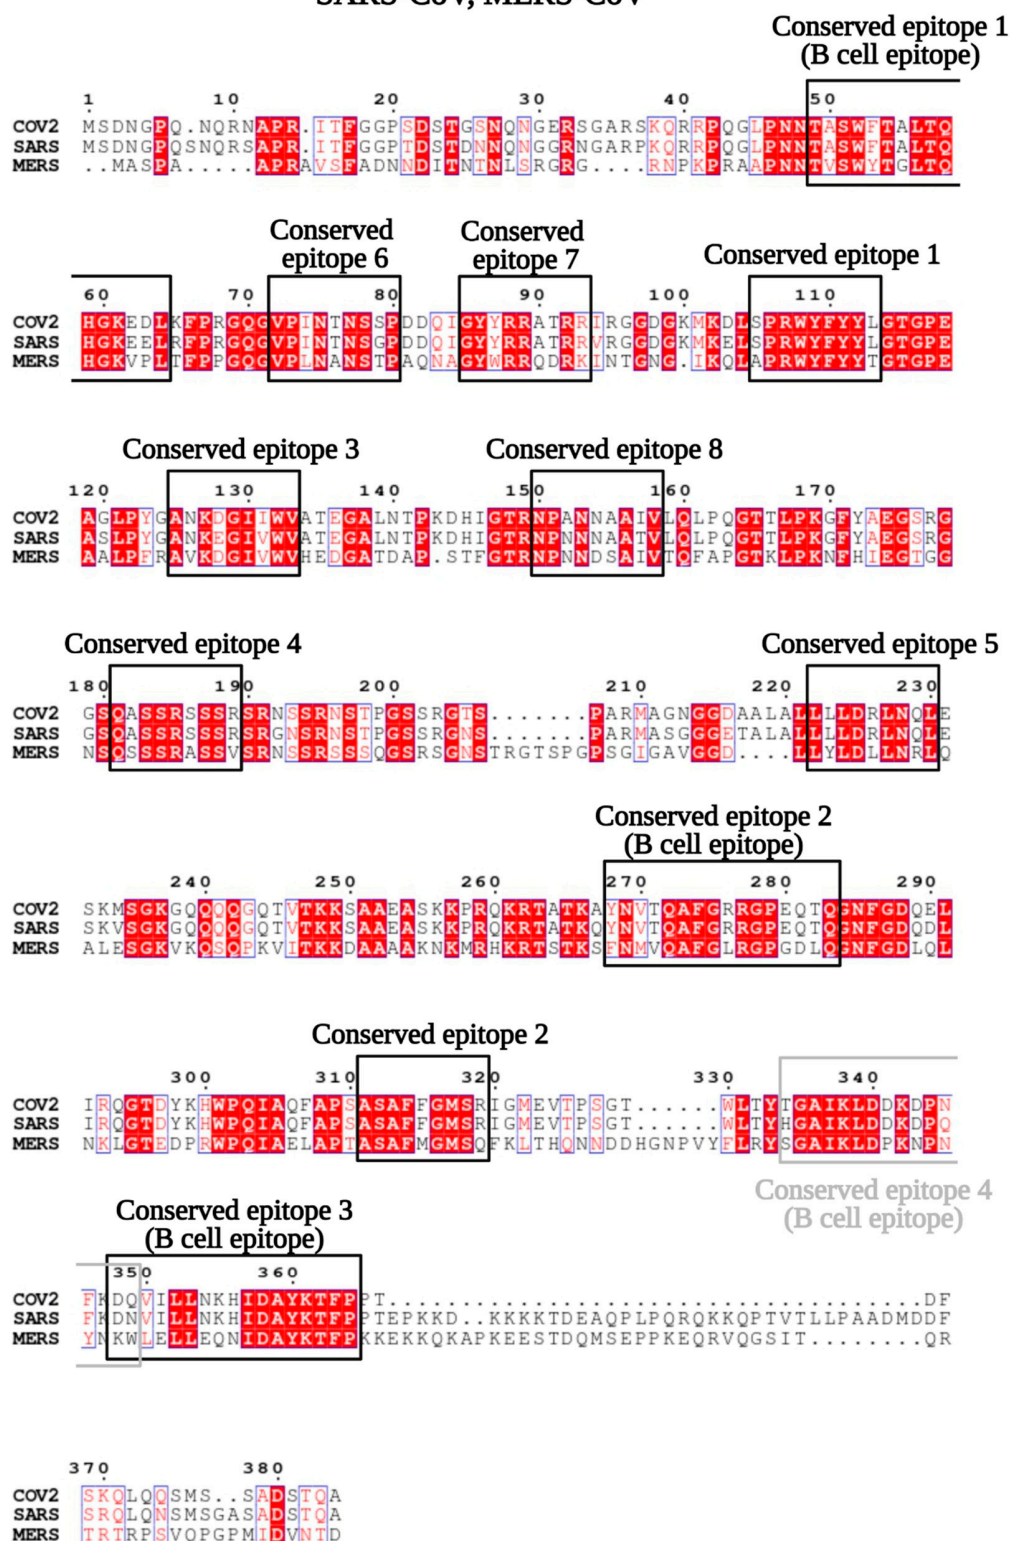 SARS-CoV, MERS-CoV
Conserved epitope 1
(B cell epitope)
1 10 20 30 40 50
COV2 MSDNGPQ.NQRNAPR.ITFGGPSDSTGSNQNGERSGARSKQRRPQGLPNNTASWFTALTQ
SARS MSDNGPQSNQRSAPR.ITFGGPTDSTDNNQNGGRNGARPKQRRPQGLPNNTASWFTALTQ
MERS ..MASPA.....APRAVSFADNNDITNTNLSRGRG....RNPKPRAAPNNTVSWYTGLTQ
Conserved
epitope 6
Conserved
epitope 7
Conserved epitope 1
60 70 80 90 100 110
COV2 HGKEDLKFPRGQGVPINTNSSPDDQIGYYRRATRRIRGGDGKMKDLSPRWYFYYLGTGPE
SARS HGKEELRFPRGQGVPINTNSGPDDQIGYYRRATRRVRGGDGKMKELSPRWYFYYLGTGPE
MERS HGKVPLTFPPGQGVPLNANSTPAQNAGYWRRQDRKINTGNG.IKQLAPRWYFYYTGTGPE
Conserved epitope 3
Conserved epitope 8
120 130 140 150 160 170
COV2 AGLPYGANKDGIIWVATEGALNTPKDHIGTRNPANNAAIVLQLPQGTTLPKGFYAEGSRG
SARS ASLPYGANKEGIVWVATEGALNTPKDHIGTRNPNNNAATVLQLPQGTTLPKGFYAEGSRG
MERS AALPFRAVKDGIVWVHEDGATDAP.STFGTRNPNNDSAIVTQFAPGTKLPKNFHIEGTGG
Conserved epitope 4
Conserved epitope 5
180 190 200 210 220 230
COV2 GSQASSRSSSRSRNSSRNSTPGSSRGTS.......PARMAGNGGDAALALLLLDRLNQLE
SARS GSQASSRSSSRSRGNSRNSTPGSSRGNS.......PARMASGGGETALALLLLDRLNQLE
MERS NSQSSSRASSVSRNSSRSSSQGSRSGNSTRGTSPGPSGIGAVGGD....LLYLDLLNRLQ
Conserved epitope 2
(B cell epitope)
240 250 260 270 280 290
COV2 SKMSGKGQQQQGQTVTKKSAAEASKKPRQKRTATKAYNVTQAFGRRGPEQTQGNFGDQEL
SARS SKVSGKGQQQQGQTVTKKSAAEASKKPRQKRTATKQYNVTQAFGRRGPEQTQGNFGDQDL
MERS ALESGKVKQSQPKVITKKDAAAAKNKMRHKRTSTKSFNMVQAFGLRGPGDLQGNFGDLQL
Conserved epitope 2
300 310 320 330 340
COV2 IRQGTDYKHWPQIAQFAPSASAFFGMSRIGMEVTPSGT......WLTYTGAIKLDDKDPN
SARS IRQGTDYKHWPQIAQFAPSASAFFGMSRIGMEVTPSGT......WLTYHGAIKLDDKDPQ
MERS NKLGTEDPRWPQIAELAPTASAFMGMSQFKLTHQNNDDHGNPVYFLRYSGAIKLDPKNPN
Conserved epitope 4
(B cell epitope)
Conserved epitope 3
(B cell epitope)
350 360
COV2 FKDQVILLNKHIDAYKTFPPT.....................................DF
SARS FKDNVILLNKHIDAYKTFPPTEPKKD..KKKKTDEAQPLPQRQKKQPTVTLLPAADMDDF
MERS YNKWLELLEQNIDAYKTFPKKEKKQKAPKEESTDQMSEPPKEQRVQGSIT........QR
370 380
COV2 SKQLQQSMS..SADSTQA
SARS SRQLQNSMSGASADSTQA
MERS TRTRPSVQPGPMIDVNTD